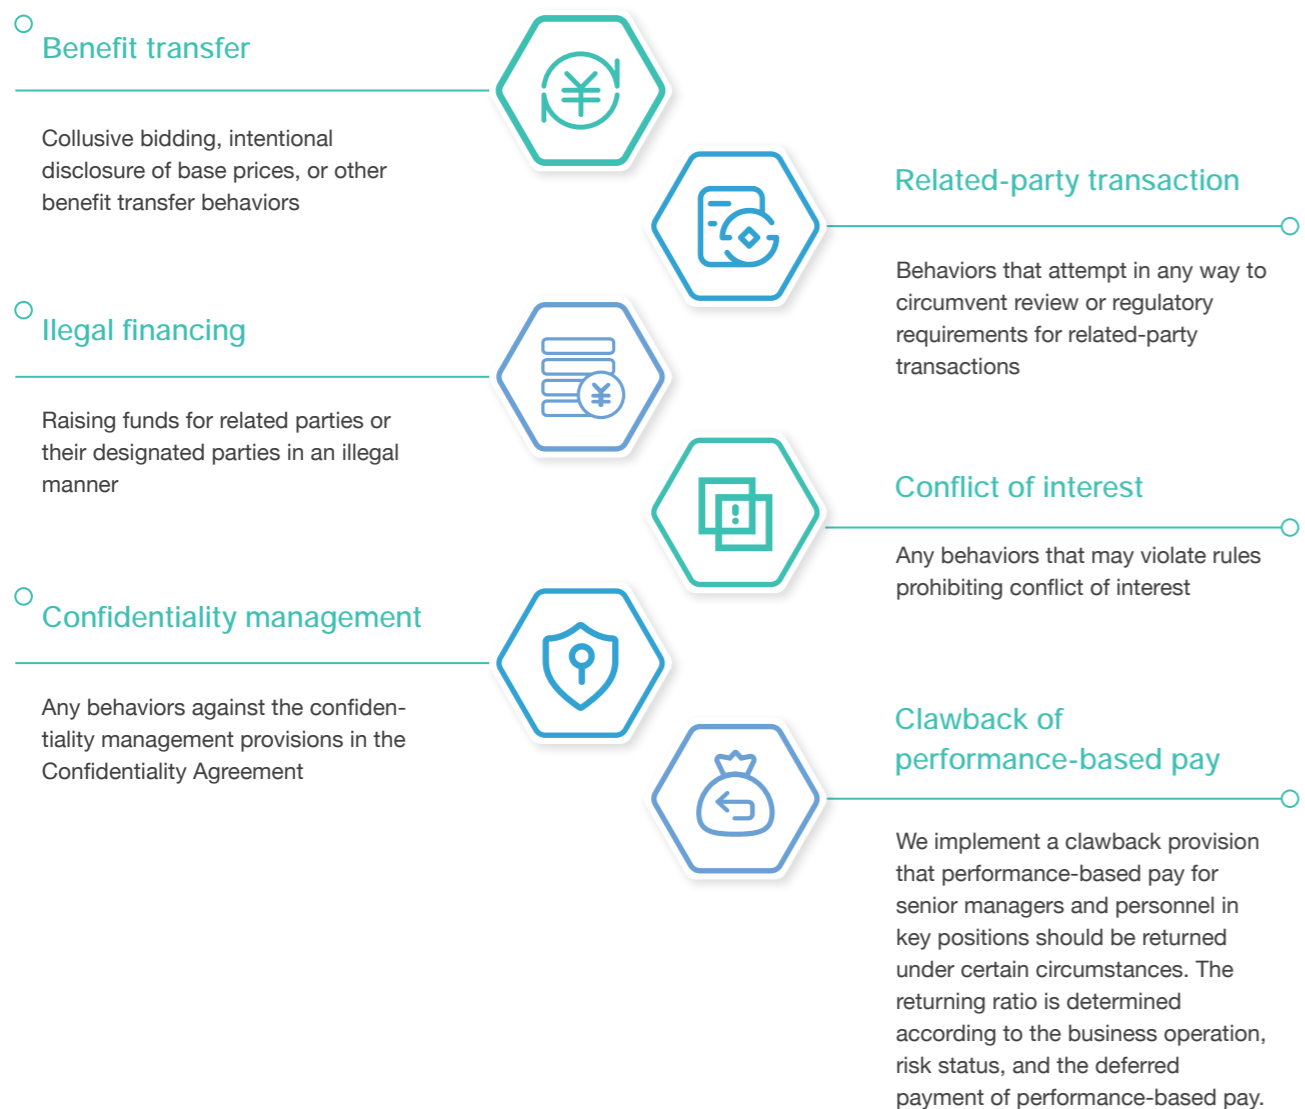 Benefit transfer
Collusive bidding, intentional
disclosure of base prices, or other
benefit transfer behaviors
Related-party transaction
Behaviors that attempt in any way to
circumvent review or regulatory
requirements for related-party
transactions
Ilegal financing
Raising funds for related parties or
their designated parties in an illegal
manner
Conflict of interest
Any behaviors that may violate rules
prohibiting conflict of interest
Confidentiality management
Any behaviors against the confiden-
tiality management provisions in the
Confidentiality Agreement
Clawback of
performance-based pay
We implement a clawback provision
that performance-based pay for
senior managers and personnel in
key positions should be returned
under certain circumstances. The
returning ratio is determined
according to the business operation,
risk status, and the deferred
payment of performance-based pay.